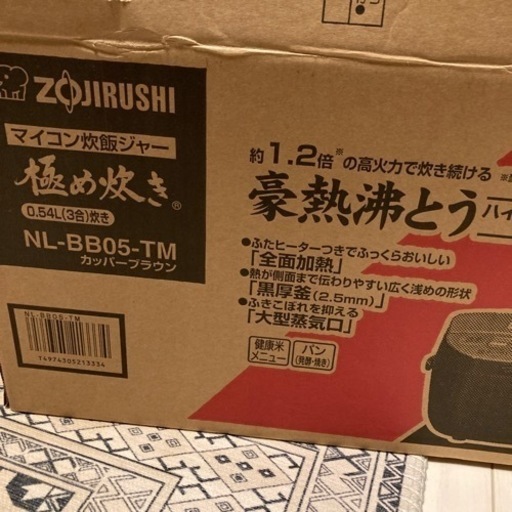 ZOJIRUSHI
マイコン炊飯ジャー
極め炊き®
0.54L(3合)炊き
NL-BB05-TM
カッパーブラウン
NL-BB05-TM
Y4974305213334
約1.2倍※の高火力で炊き続ける
豪熱沸とう
●ふたヒーターつきでふっくらおいしい
「全面加熱」
●熱が側面まで伝わりやすい広く浅めの形状
「黒厚釜(2.5mm)」
●ふきこぼれを抑える
「大型蒸気口」
健康米
メニュー
パン
(発酵・焼き)